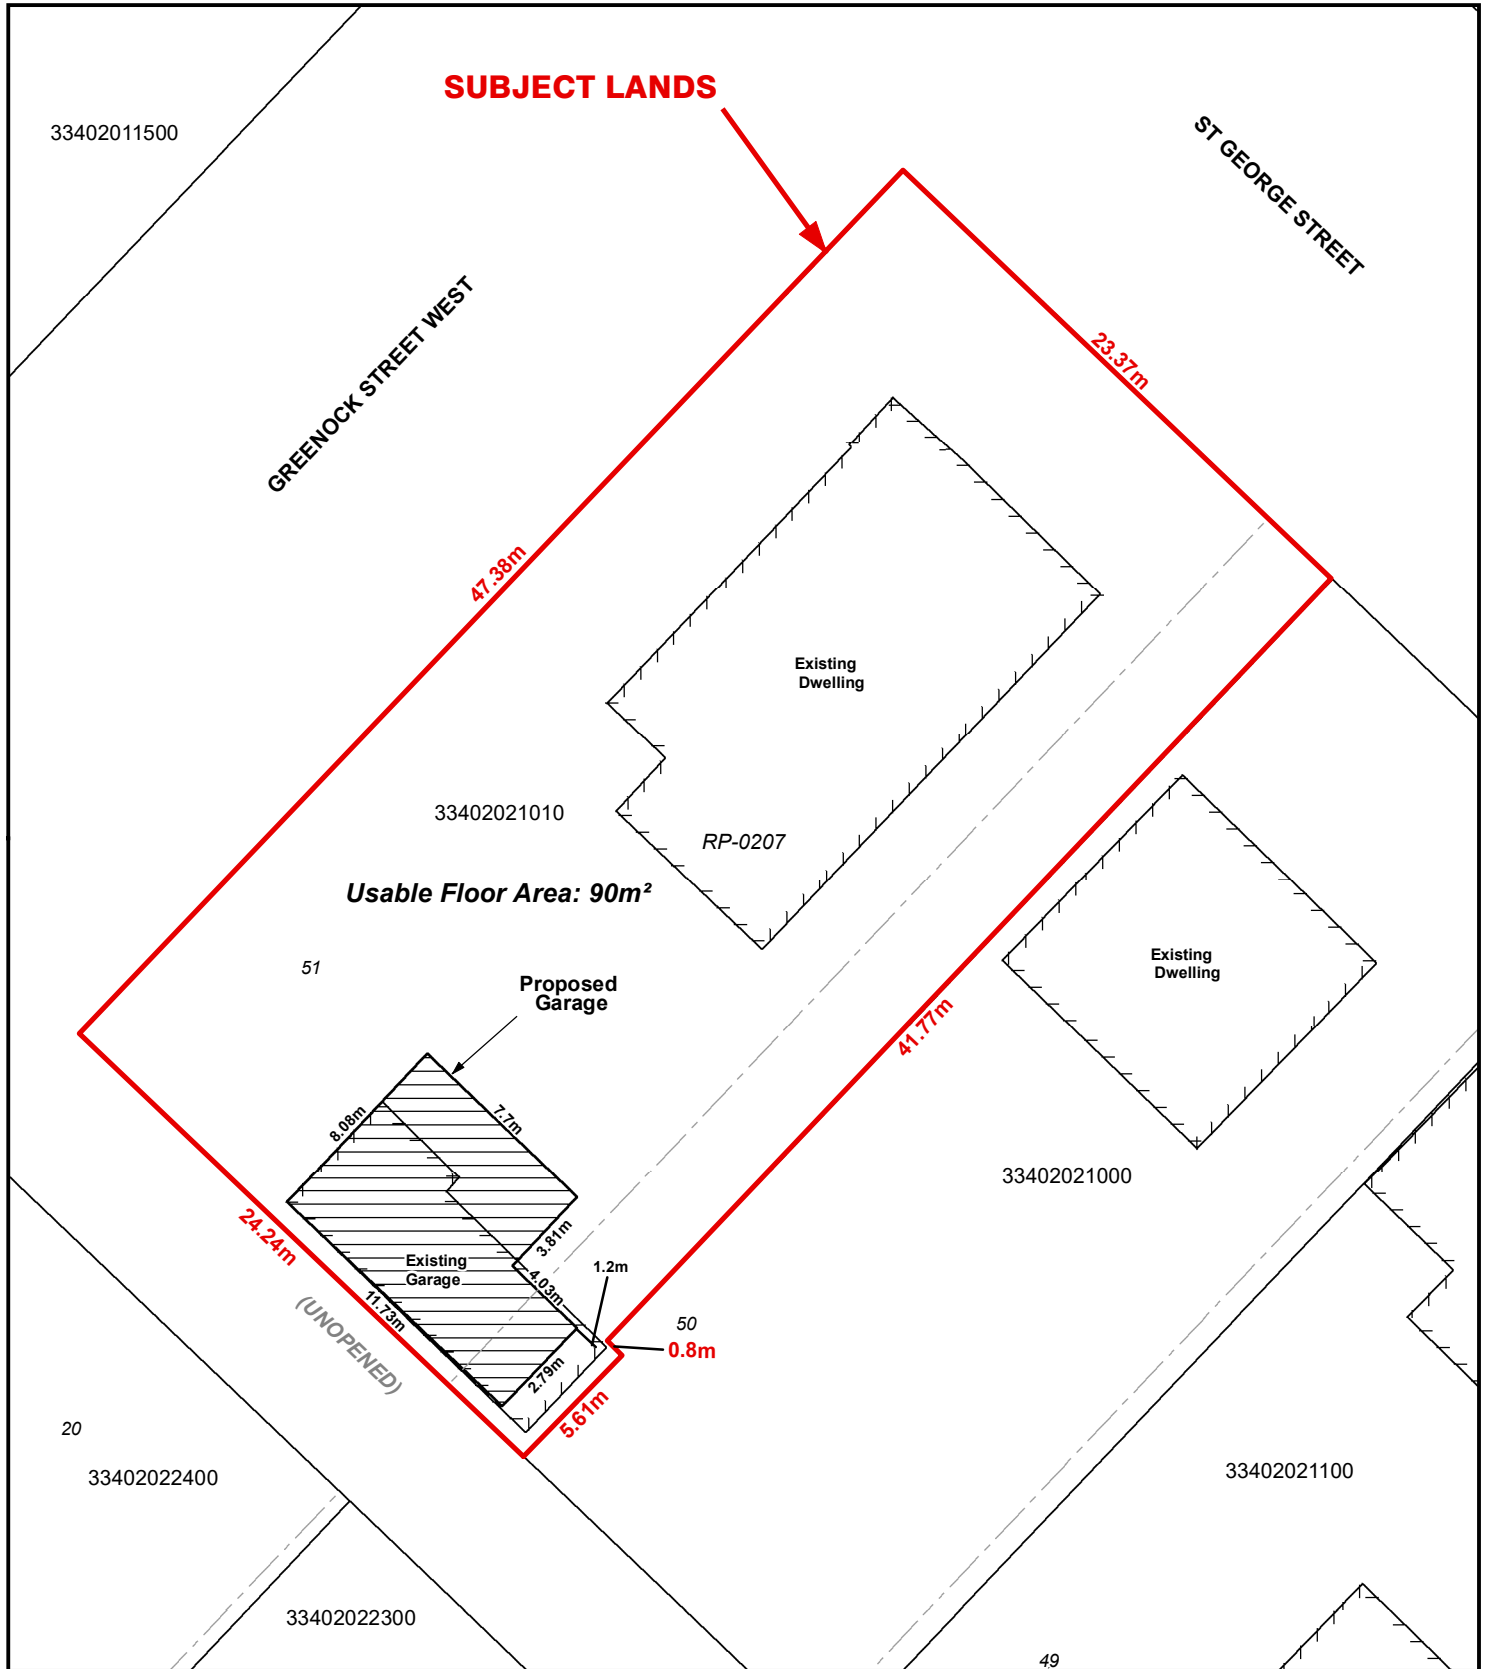 SUBJECT LANDS
33402011500
ST GEORGE STREET
GREENOCK STREET WEST
23.37m
47.38m
Existing
Dwelling
33402021010
RP-0207
Usable Floor Area: 90m²
51
Proposed
Garage
Existing
Dwelling
41.77m
8.08m
7.7m
33402021000
24.24m
3.81m
Existing
Garage
4.03m
1.2m
11.73m
(UNOPENED)
50
0.8m
2.79m
5.61m
20
33402022400
33402021100
33402022300
49